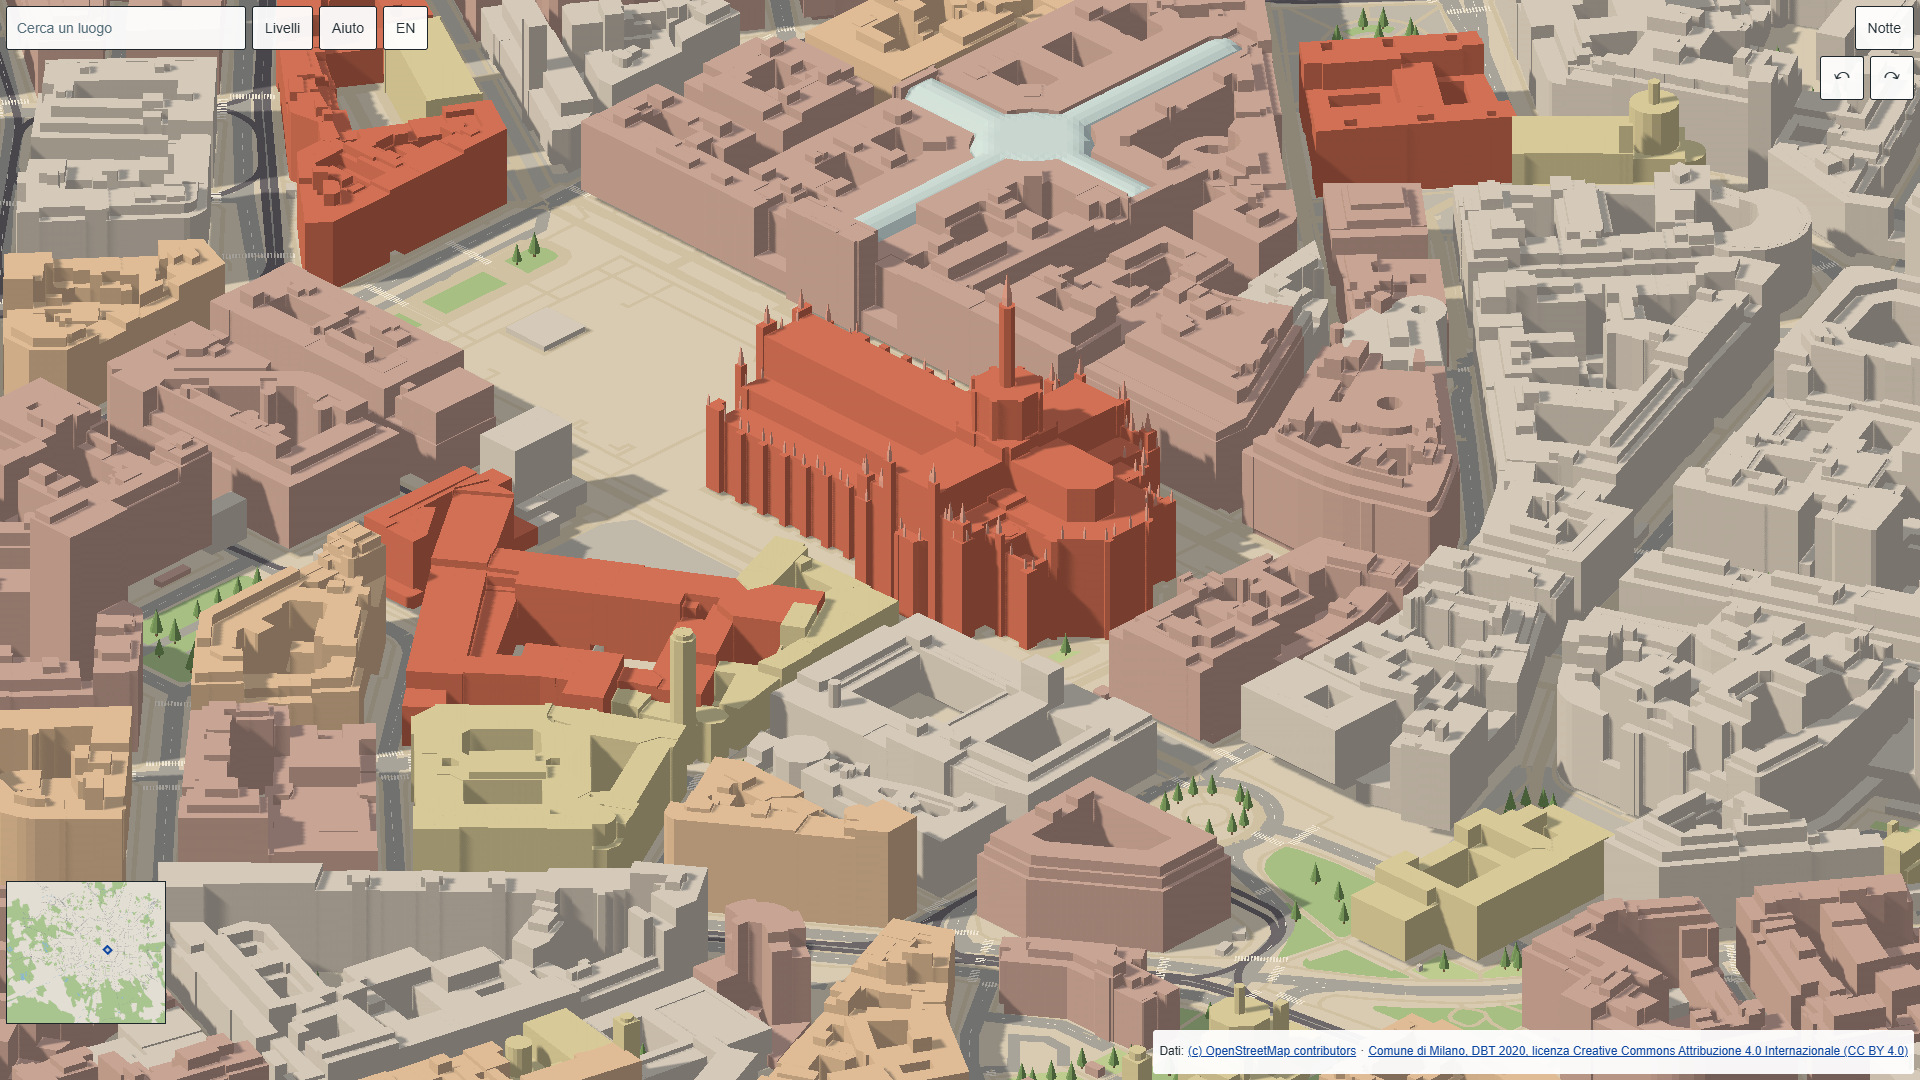 Cerca un luogo
Livelli
Aiuto
EN
Notte
Dati: (c) OpenStreetMap contributors · Comune di Milano, DBT 2020, licenza Creative Commons Attribuzione 4.0 Internazionale (CC BY 4.0)